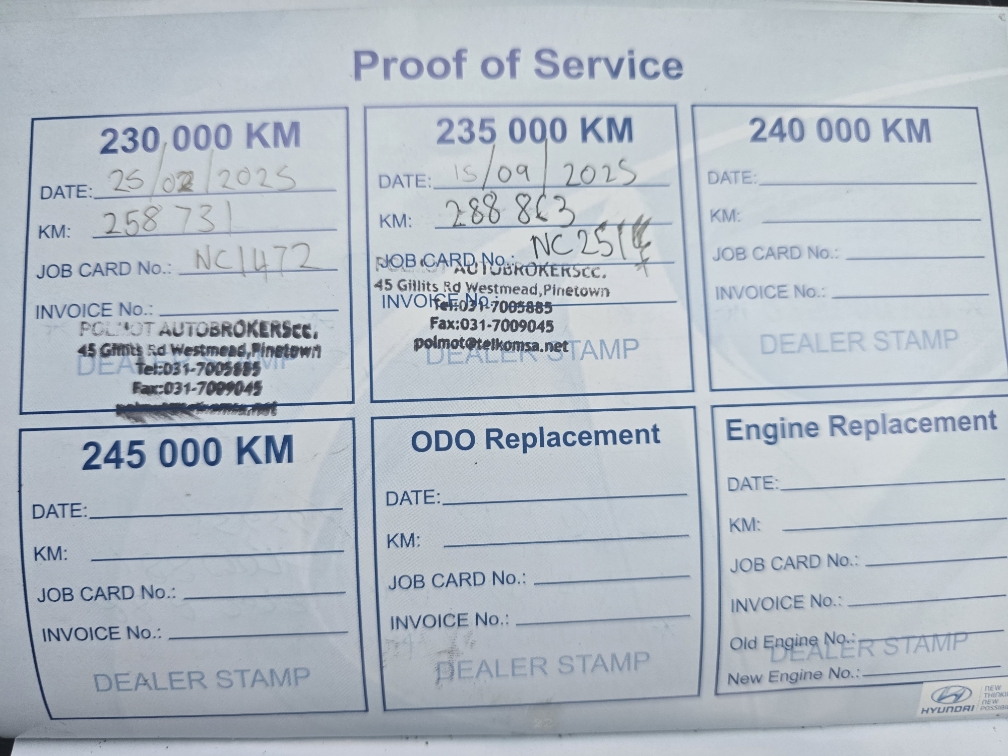 Proof of Service
230 000 KM
DATE: 25/02/2025
KM: 258 731
JOB CARD No.: NC1472
INVOICE No.:
POLMOT AUTOBROKERScc.
45 Gillits Rd Westmead,Pinetown
Tel:031-7005885
Fax:031-7009045
DEALER STAMP
235 000 KM
DATE: 15/09/2025
KM: 288 863
JOB CARD No.: NC251
AUTOBROKERScc.
45 Gillits Rd Westmead,Pinetown
INVOICE No.:
Tel:031-7005885
Fax:031-7009045
polmot@telkomsa.net
DEALER STAMP
240 000 KM
DATE:
KM:
JOB CARD No.:
INVOICE No.:
DEALER STAMP
245 000 KM
DATE:
KM:
JOB CARD No.:
INVOICE No.:
DEALER STAMP
ODO Replacement
DATE:
KM:
JOB CARD No.:
INVOICE No.:
DEALER STAMP
Engine Replacement
DATE:
KM:
JOB CARD No.:
INVOICE No.:
Old Engine No.:
DEALER STAMP
New Engine No.:
HYUNDAI
NEW
NEW